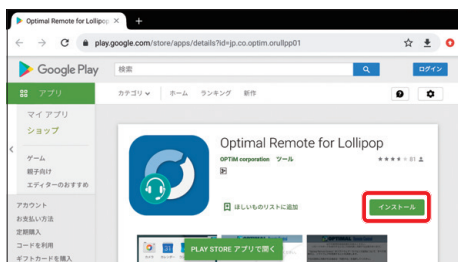 Optimal Remote for Lollipop
play.google.com/store/apps/details?id=jp.co.optim.orullpp01
Google Play
検索
ログイン
アプリ
カテゴリ
ホーム
ランキング
新作
マイ アプリ
ショップ
ゲーム
親子向け
エディターのおすすめ
アカウント
お支払い方法
定期購入
コードを利用
ギフトカードを購入
Optimal Remote for Lollipop
OPTiM corporation ツール
81
ほしいものリストに追加
インストール
PLAY STORE アプリで開く